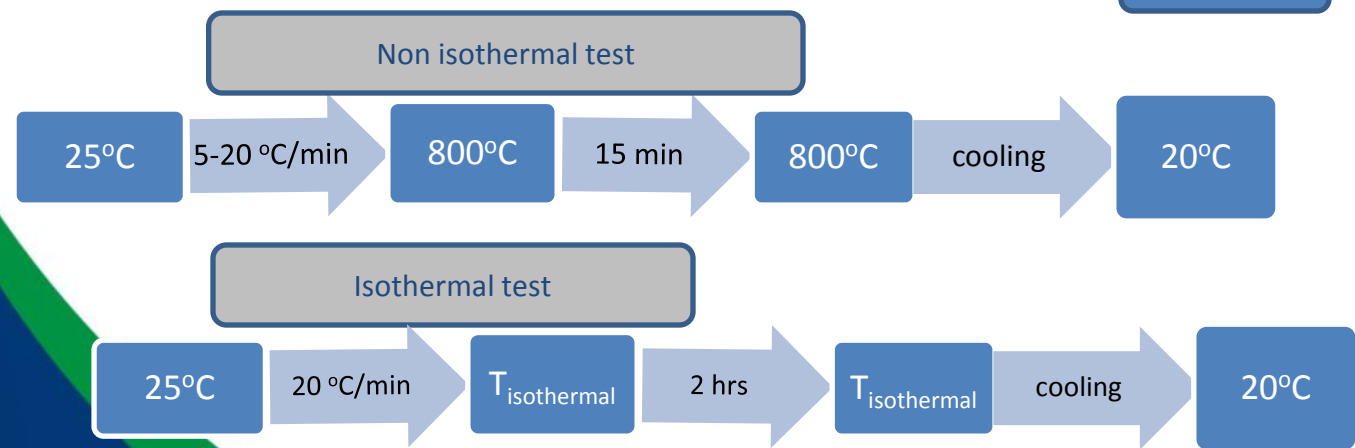 Non isothermal test
25°C 5-20 °C/min 800°C 15 min 800°C cooling 20°C
Isothermal test
25°C 20 °C/min Tisothermal 2 hrs Tisothermal cooling 20°C